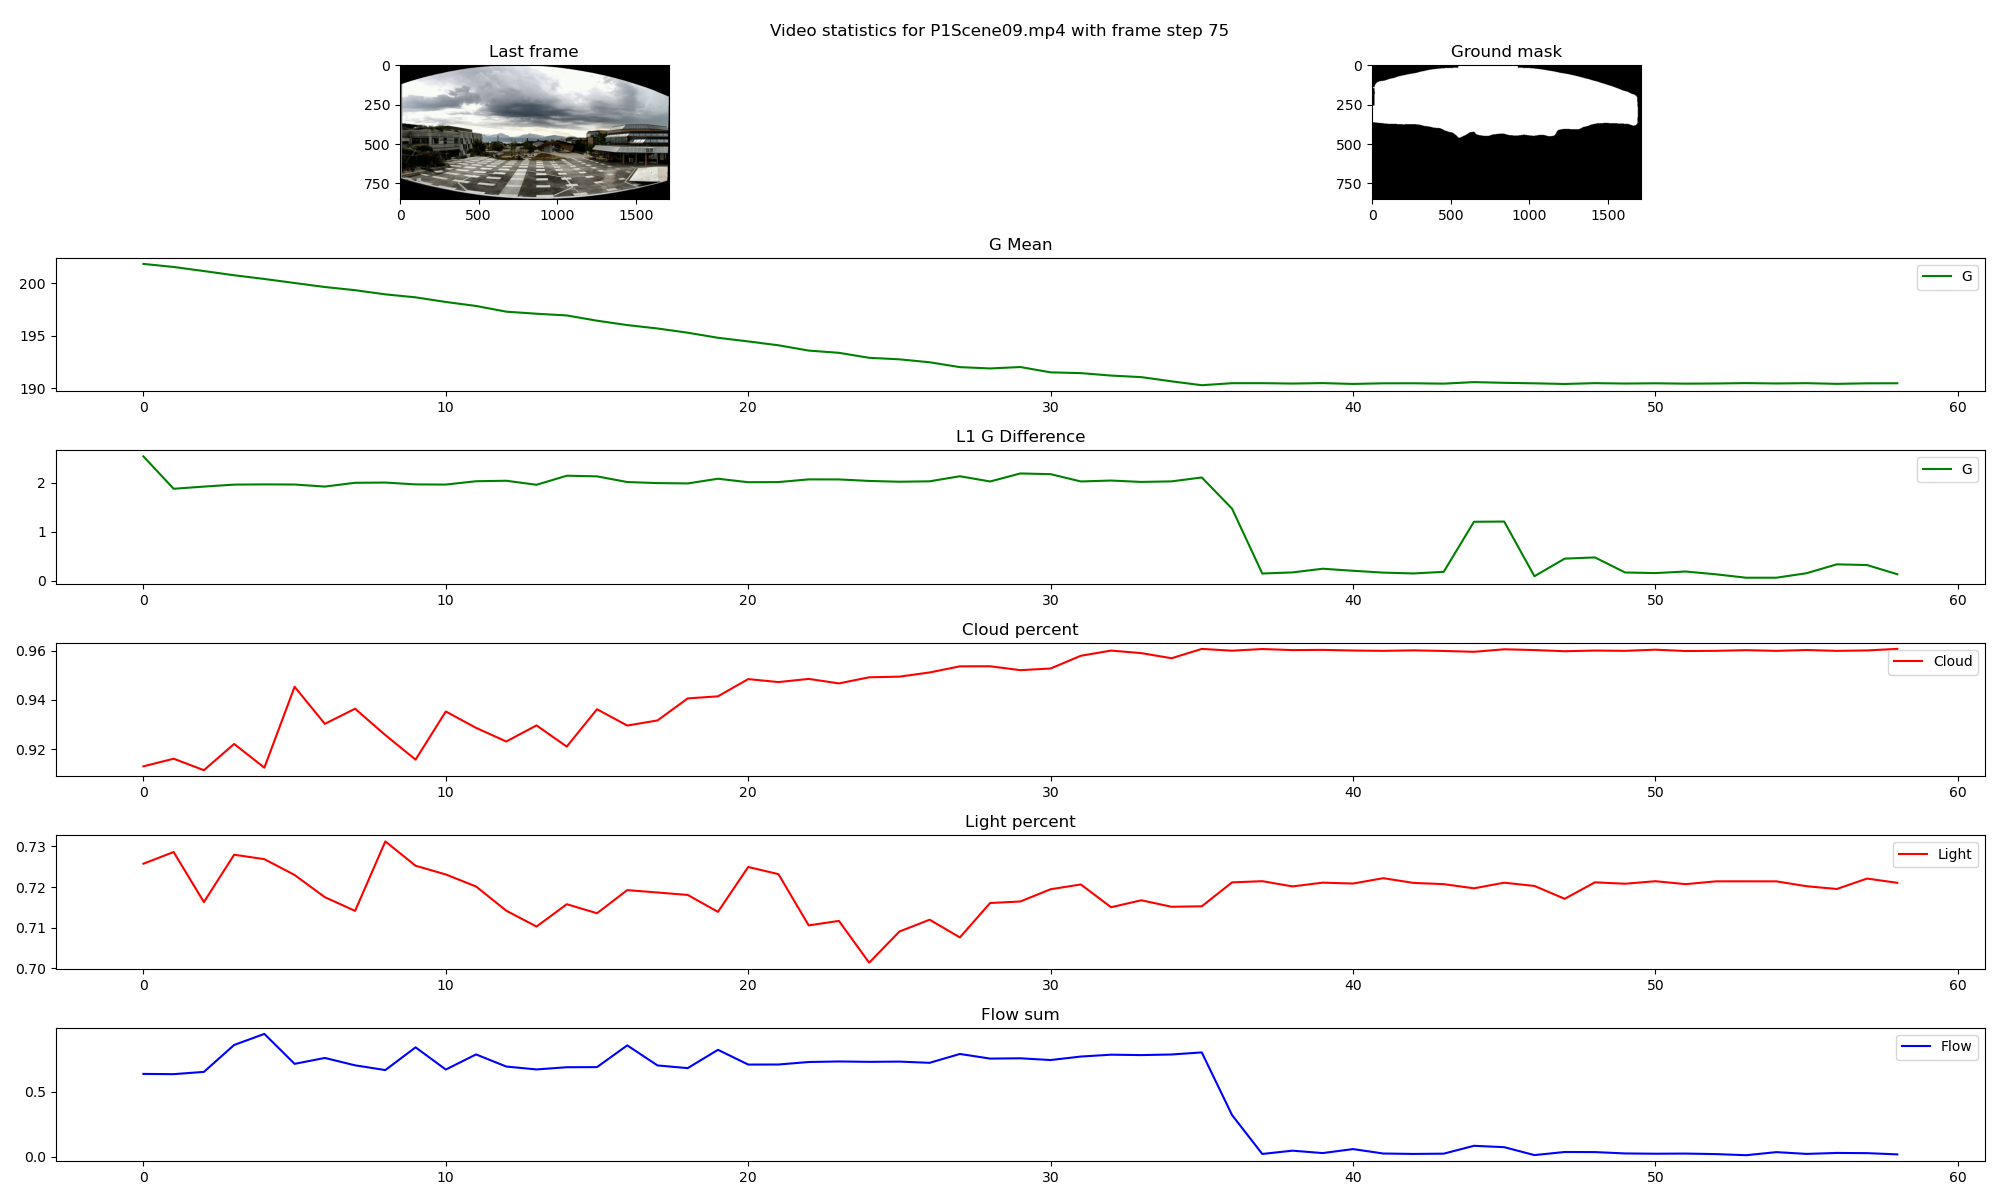 Video statistics for P1Scene09.mp4 with frame step 75
Last frame
Ground mask
0
250
500
750
0 500 1000 1500
0
250
500
750
0 500 1000 1500
G Mean
200
195
190
G
0 10 20 30 40 50 60
L1 G Difference
2
1
0
G
0 10 20 30 40 50 60
Cloud percent
0.96
0.94
0.92
Cloud
0 10 20 30 40 50 60
Light percent
0.73
0.72
0.71
0.70
Light
0 10 20 30 40 50 60
Flow sum
0.5
0.0
Flow
0 10 20 30 40 50 60